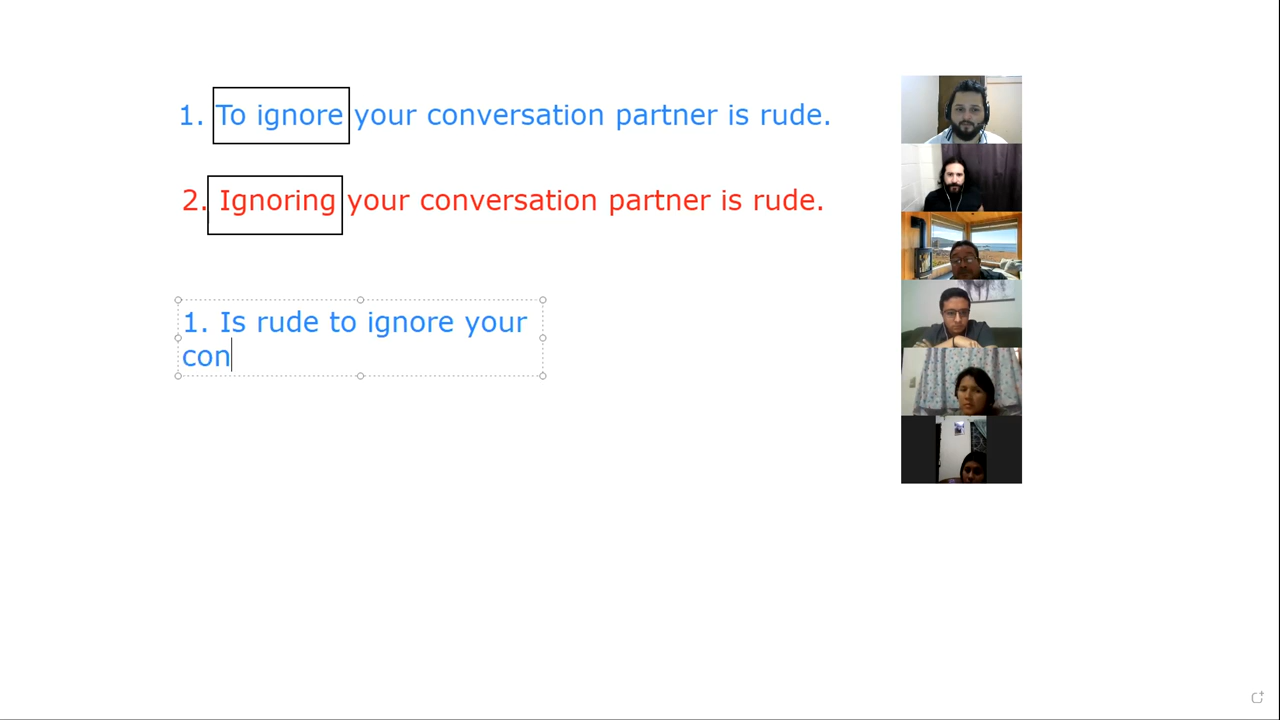 1. To ignore your conversation partner is rude.
2. Ignoring your conversation partner is rude.
1. Is rude to ignore your
con